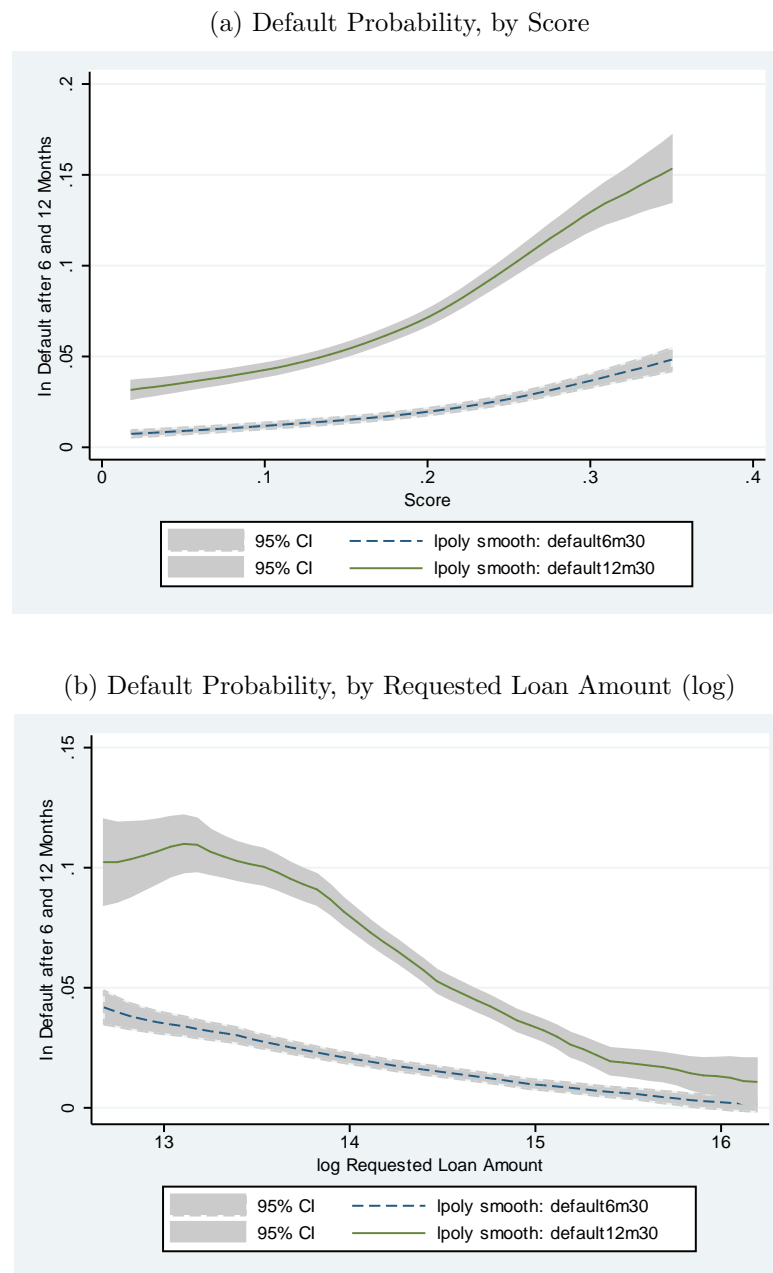 (a) Default Probability, by Score
In Default after 6 and 12 Months
.2
.15
.1
.05
0
0 .1 .2 .3 .4
Score
95% CI lpoly smooth: default6m30
95% CI lpoly smooth: default12m30
(b) Default Probability, by Requested Loan Amount (log)
In Default after 6 and 12 Months
.15
.1
.05
0
13 14 15 16
log Requested Loan Amount
95% CI lpoly smooth: default6m30
95% CI lpoly smooth: default12m30